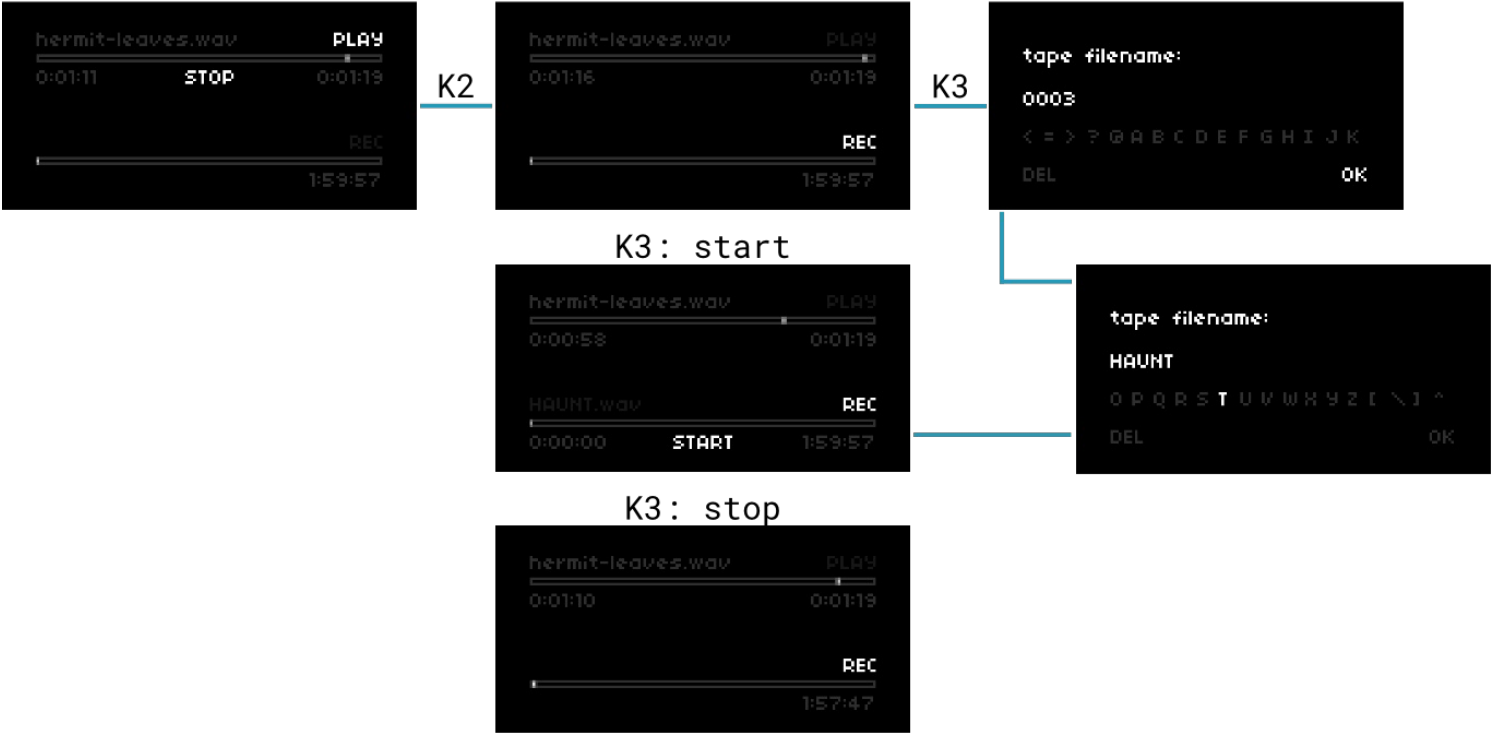 hermit-leaves.wav PLAY
0:01:11 STOP 0:01:19
REC
1:59:57
K2
hermit-leaves.wav PLAY
0:01:16 0:01:19
REC
1:59:57
K3
tape filename:
0003
< = > ? @ A B C D E F G H I J K
DEL OK
K3: start
hermit-leaves.wav PLAY
0:00:58 0:01:19
HAUNT.wav REC
0:00:00 START 1:59:57
tape filename:
HAUNT
O P Q R S T U V W X Y Z [ \ ] ^
DEL OK
K3: stop
hermit-leaves.wav PLAY
0:01:10 0:01:19
REC
1:57:47